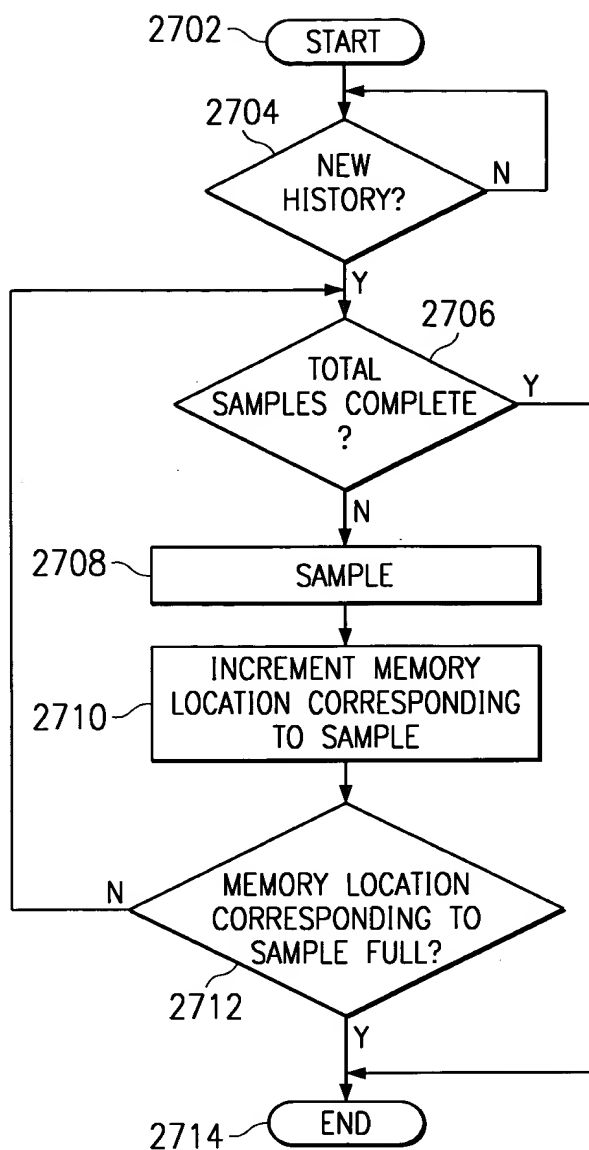 2702
START
2704
NEW
HISTORY?
N
Y
2706
TOTAL
SAMPLES COMPLETE
?
Y
N
2708
SAMPLE
2710
INCREMENT MEMORY
LOCATION CORRESPONDING
TO SAMPLE
N
MEMORY LOCATION
CORRESPONDING TO
SAMPLE FULL?
2712
Y
2714
END